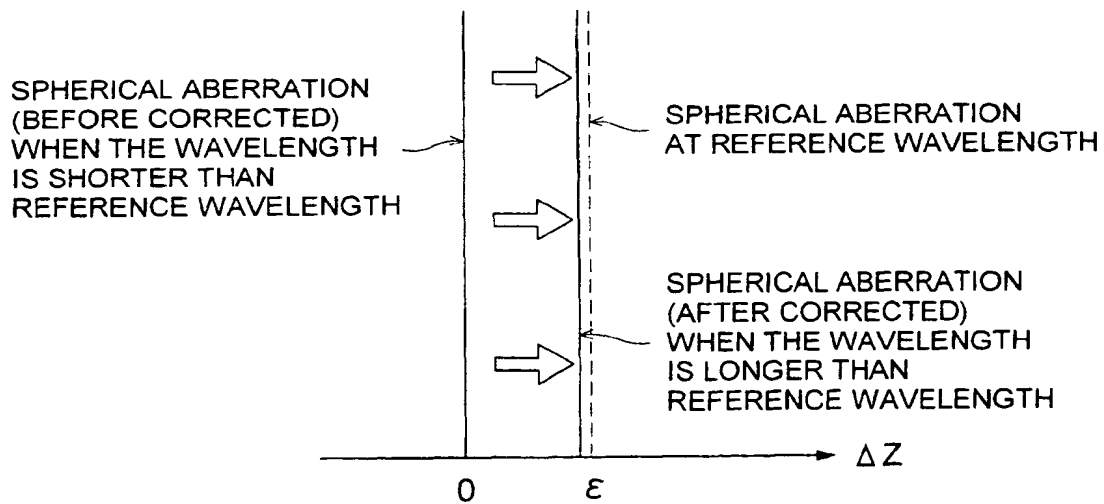 SPHERICAL ABERRATION
(BEFORE CORRECTED)
WHEN THE WAVELENGTH
IS SHORTER THAN
REFERENCE WAVELENGTH
SPHERICAL ABERRATION
AT REFERENCE WAVELENGTH
SPHERICAL ABERRATION
(AFTER CORRECTED)
WHEN THE WAVELENGTH
IS LONGER THAN
REFERENCE WAVELENGTH
ΔZ
0
ε